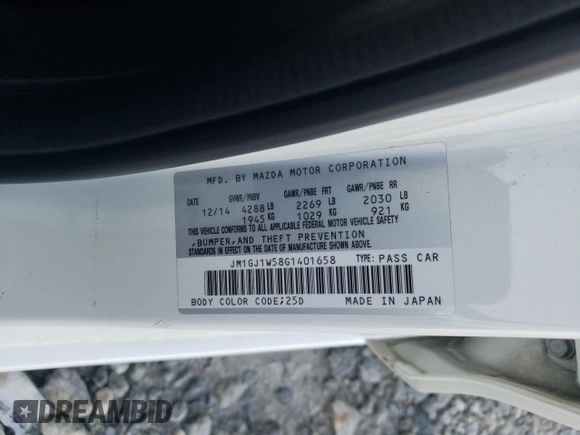 MFD. BY MAZDA MOTOR CORPORATION
DATE GVWR/PNBV GAWR/PNBE FRT GAWR/PNBE RR
12/14 4288 LB 2269 LB 2030 LB
1945 KG 1029 KG 921 KG
THIS VEHICLE CONFORMS TO ALL APPLICABLE FEDERAL MOTOR VEHICLE SAFETY
,BUMPER,AND THEFT PREVENTION
STANDARDS IN EFFECT ON THE DATE OF MANUFACTURE SHOWN ABOVE.
JM1GJ1W58G1401658 TYPE: PASS CAR
BODY COLOR CODE;25D MADE IN JAPAN
DREAMBID